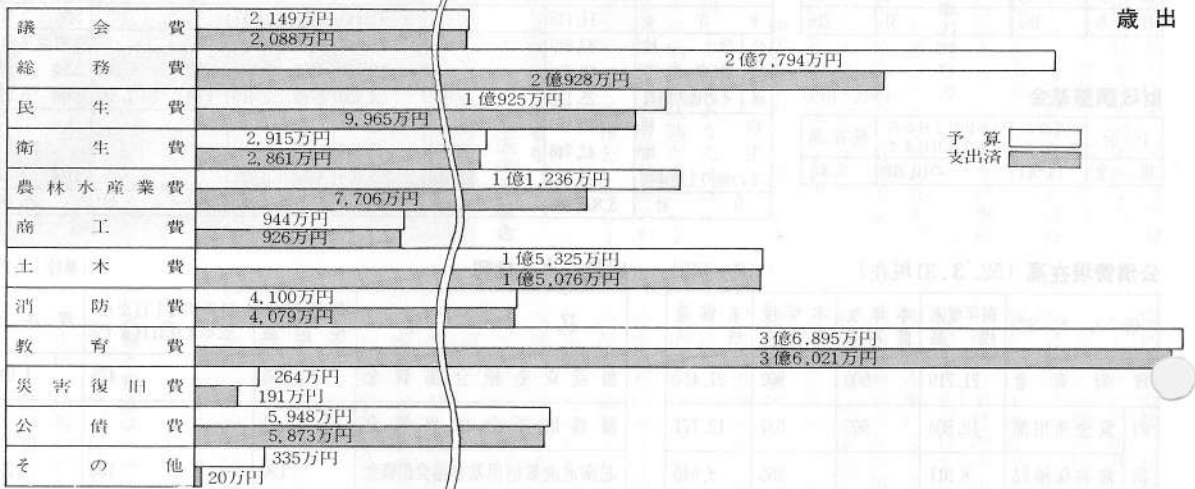 歳出
議会費 2,149万円
2,088万円
総務費 2億7,794万円
2億928万円
民生費 1億925万円
9,965万円
衛生費 2,915万円
2,861万円
予算
支出済
農林水産業費 1億1,236万円
7,706万円
商工費 944万円
926万円
土木費 1億5,325万円
1億5,076万円
消防費 4,100万円
4,079万円
教育費 3億6,895万円
3億6,021万円
災害復旧費 264万円
191万円
公債費 5,948万円
5,873万円
その他 335万円
20万円